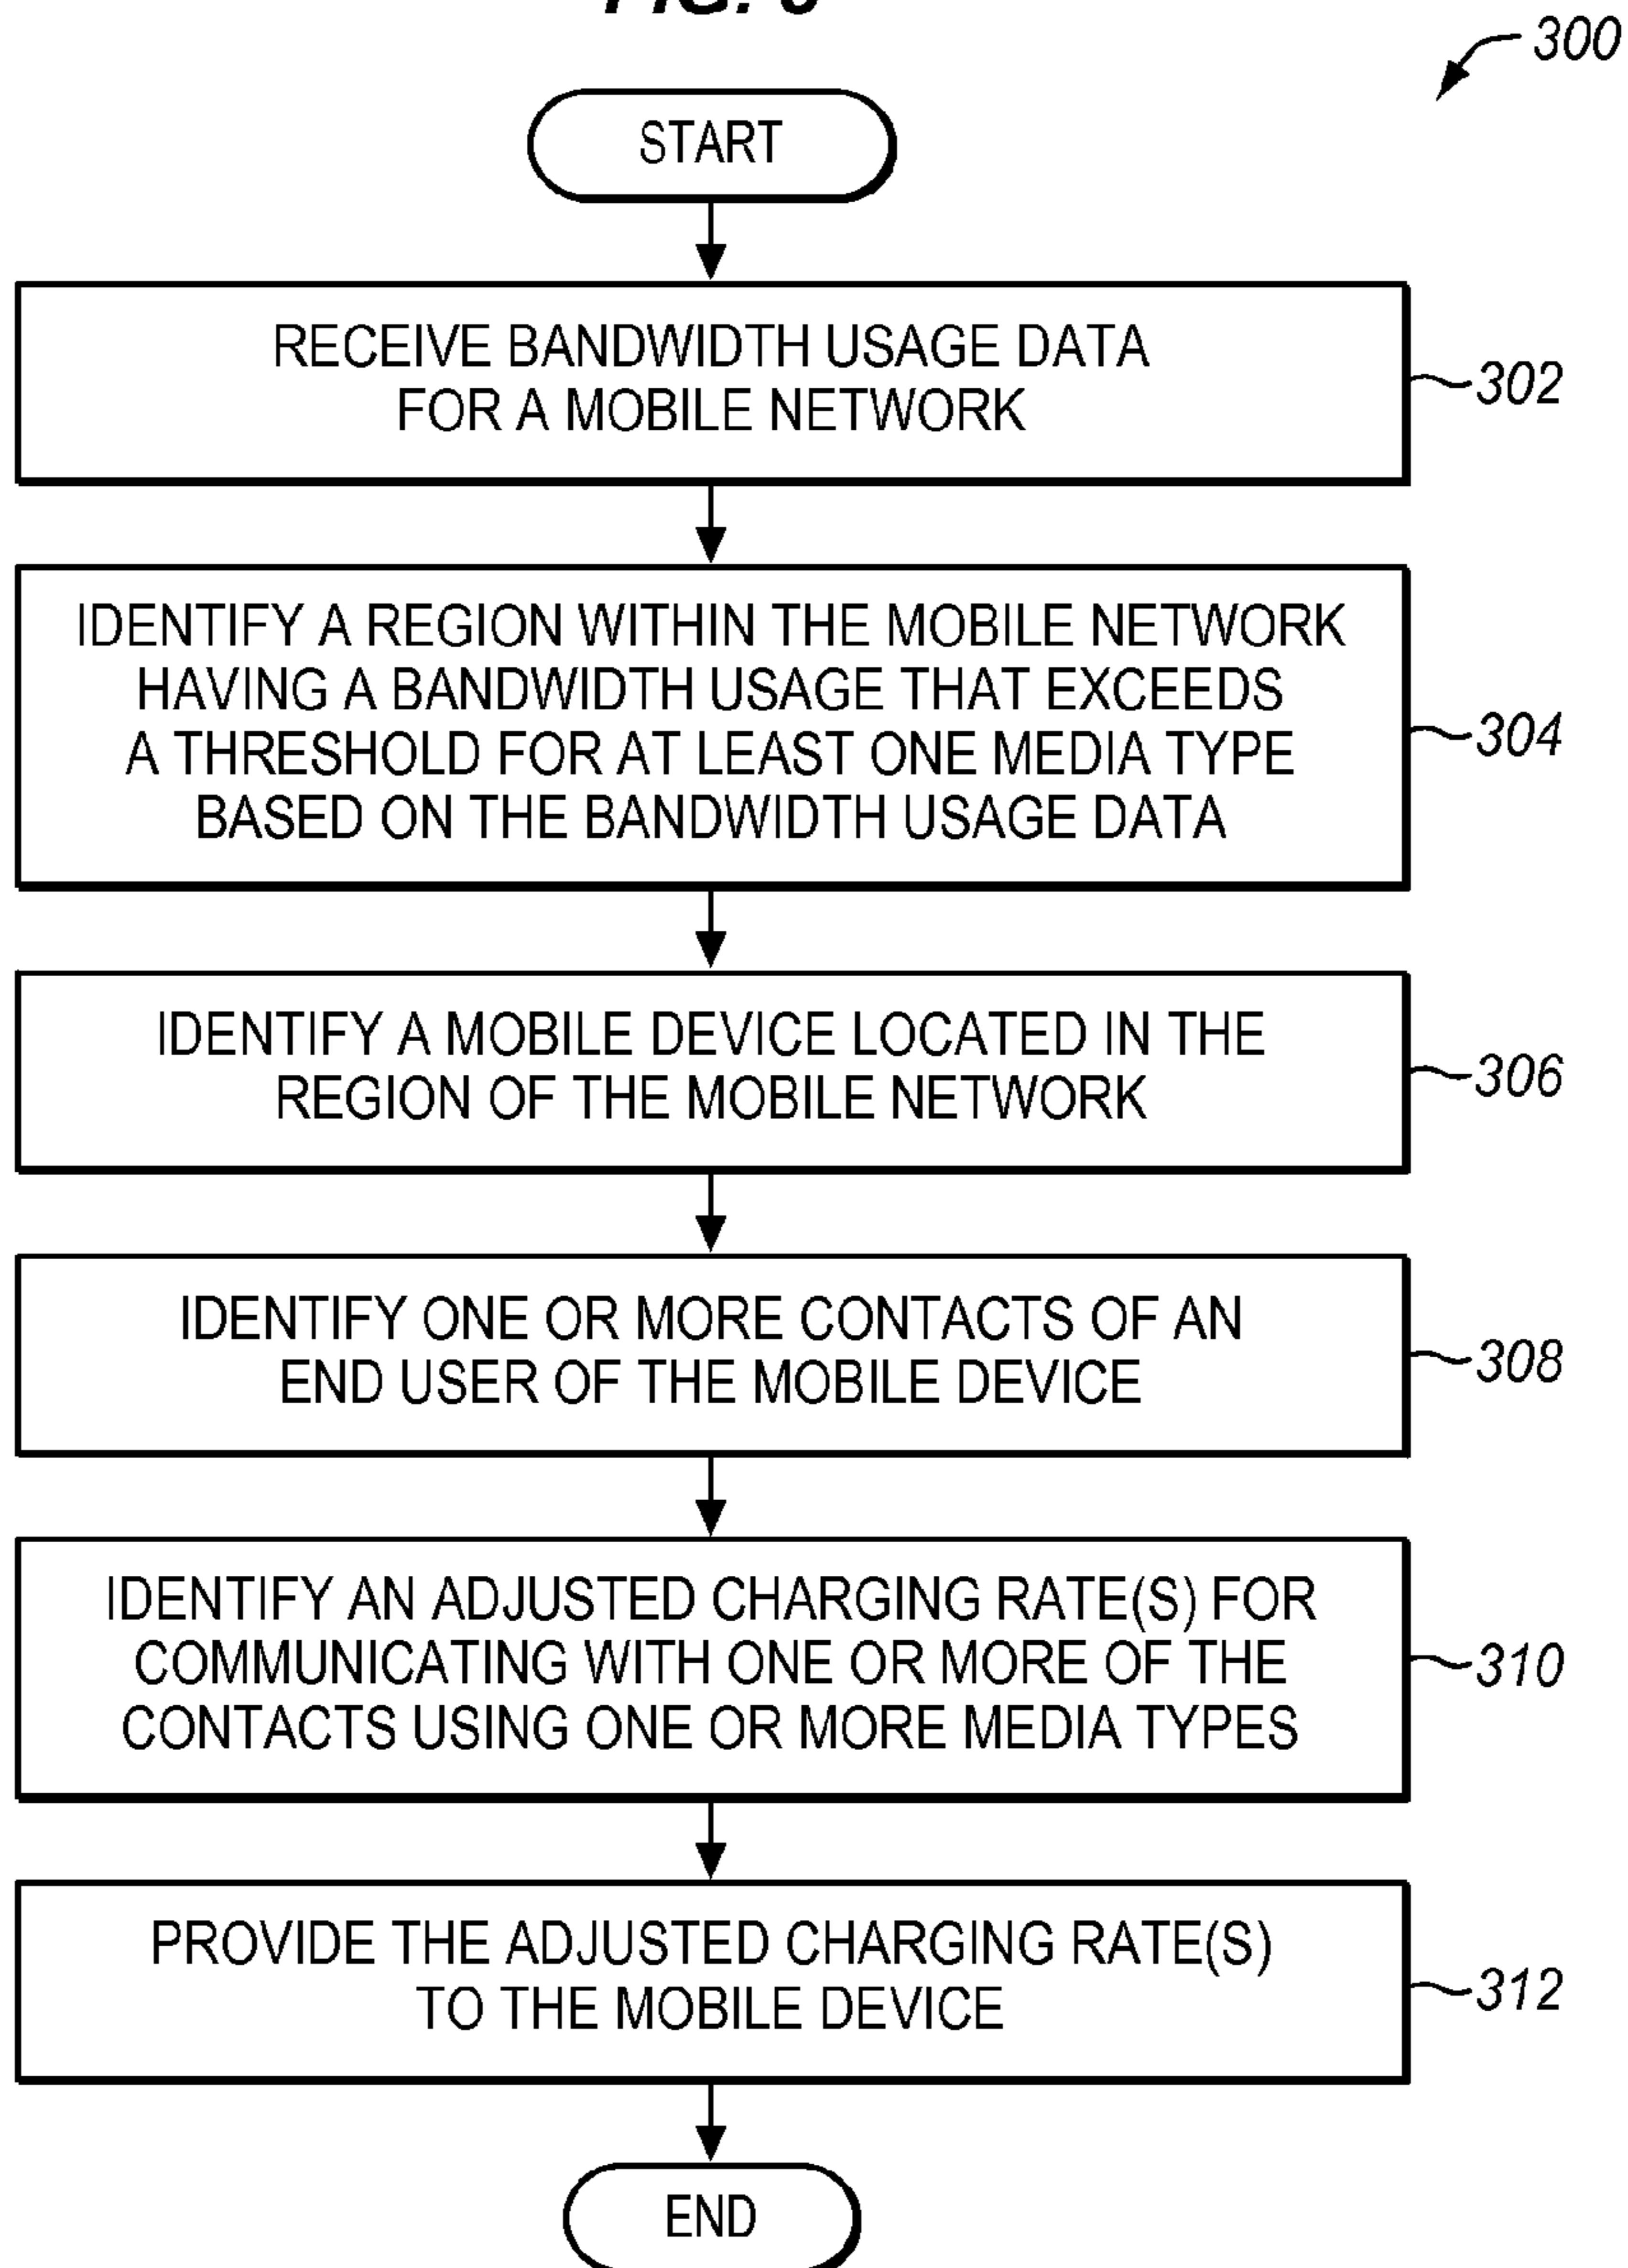 FIG.
300
START
RECEIVE BANDWIDTH USAGE DATA
FOR A MOBILE NETWORK
302
IDENTIFY A REGION WITHIN THE MOBILE NETWORK
HAVING A BANDWIDTH USAGE THAT EXCEEDS
A THRESHOLD FOR AT LEAST ONE MEDIA TYPE
BASED ON THE BANDWIDTH USAGE DATA
304
IDENTIFY A MOBILE DEVICE LOCATED IN THE
REGION OF THE MOBILE NETWORK
306
IDENTIFY ONE OR MORE CONTACTS OF AN
END USER OF THE MOBILE DEVICE
308
IDENTIFY AN ADJUSTED CHARGING RATE(S) FOR
COMMUNICATING WITH ONE OR MORE OF THE
CONTACTS USING ONE OR MORE MEDIA TYPES
310
PROVIDE THE ADJUSTED CHARGING RATE(S)
TO THE MOBILE DEVICE
312
END